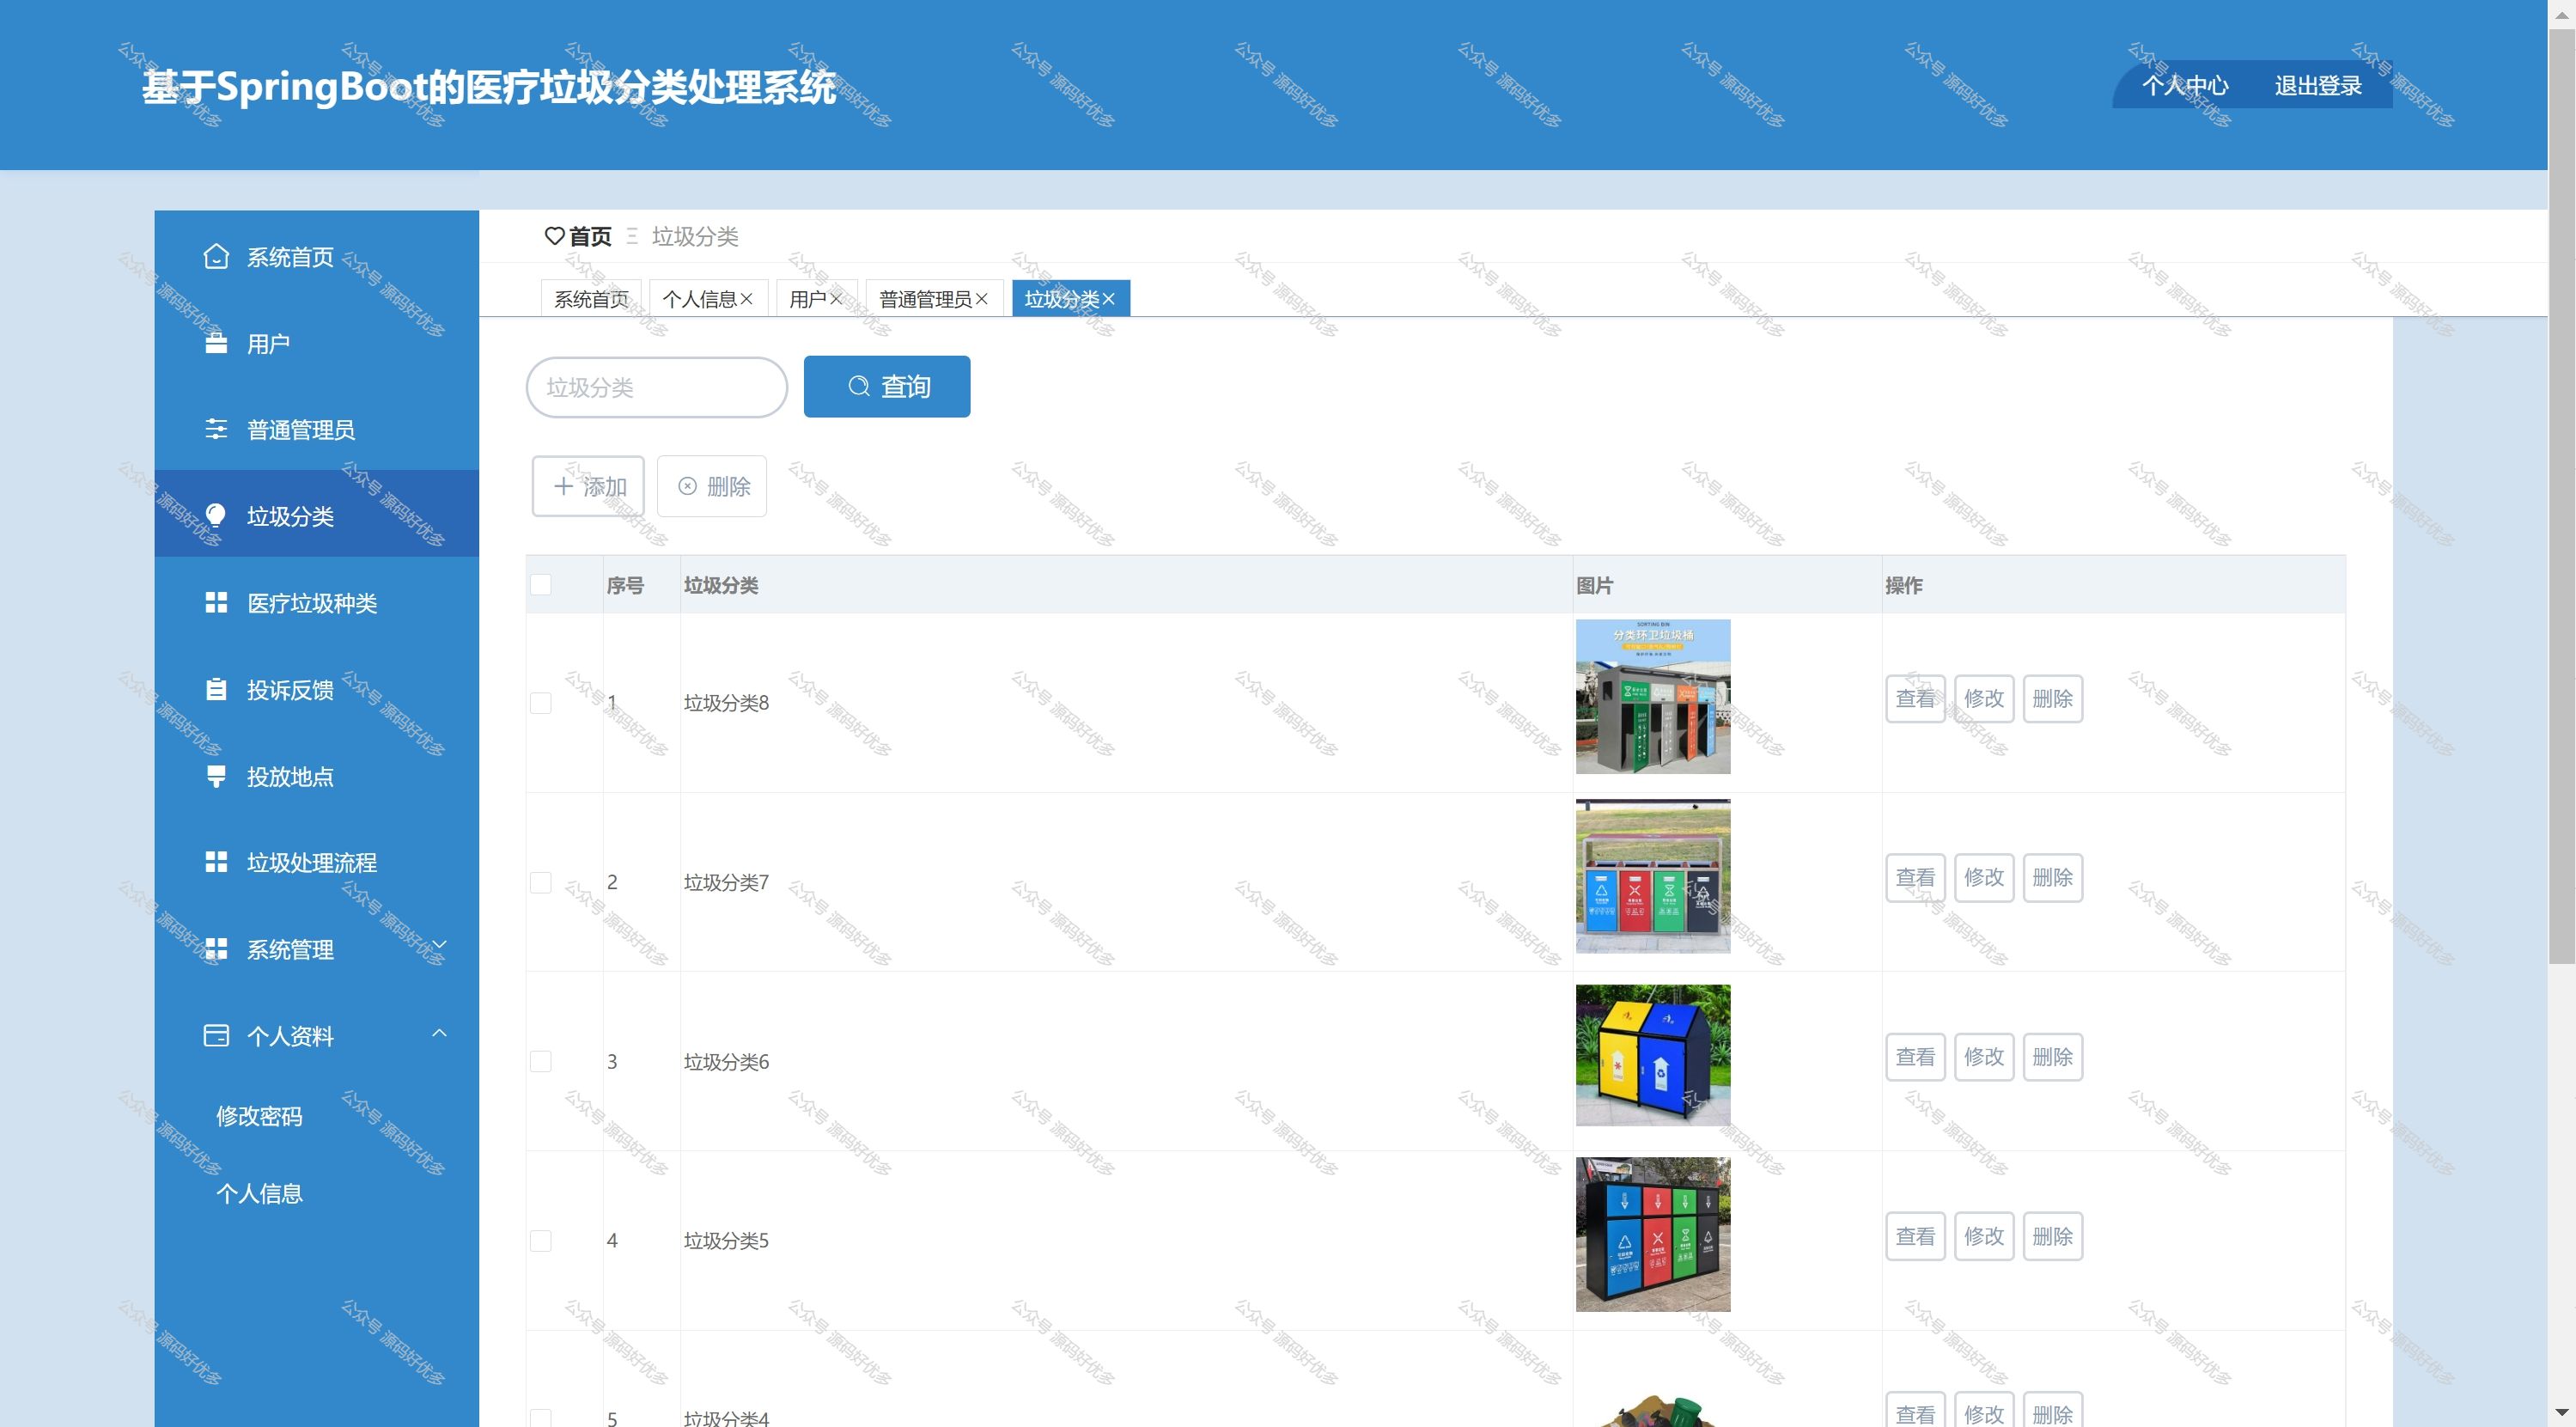 基于SpringBoot的医疗垃圾分类处理系统
个人中心 退出登录
系统首页
用户
普通管理员
垃圾分类
医疗垃圾种类
投诉反馈
投放地点
垃圾处理流程
系统管理
个人资料
修改密码
个人信息
首页 垃圾分类
系统首页 个人信息 用户 普通管理员 垃圾分类
垃圾分类 查询
添加 删除
序号 垃圾分类 图片 操作
1 垃圾分类8 查看 修改 删除
SORTING BIN
分类环卫垃圾桶
2 垃圾分类7 查看 修改 删除
3 垃圾分类6 查看 修改 删除
4 垃圾分类5 查看 修改 删除
5 垃圾分类4 查看 修改 删除
公众号 源码好优多